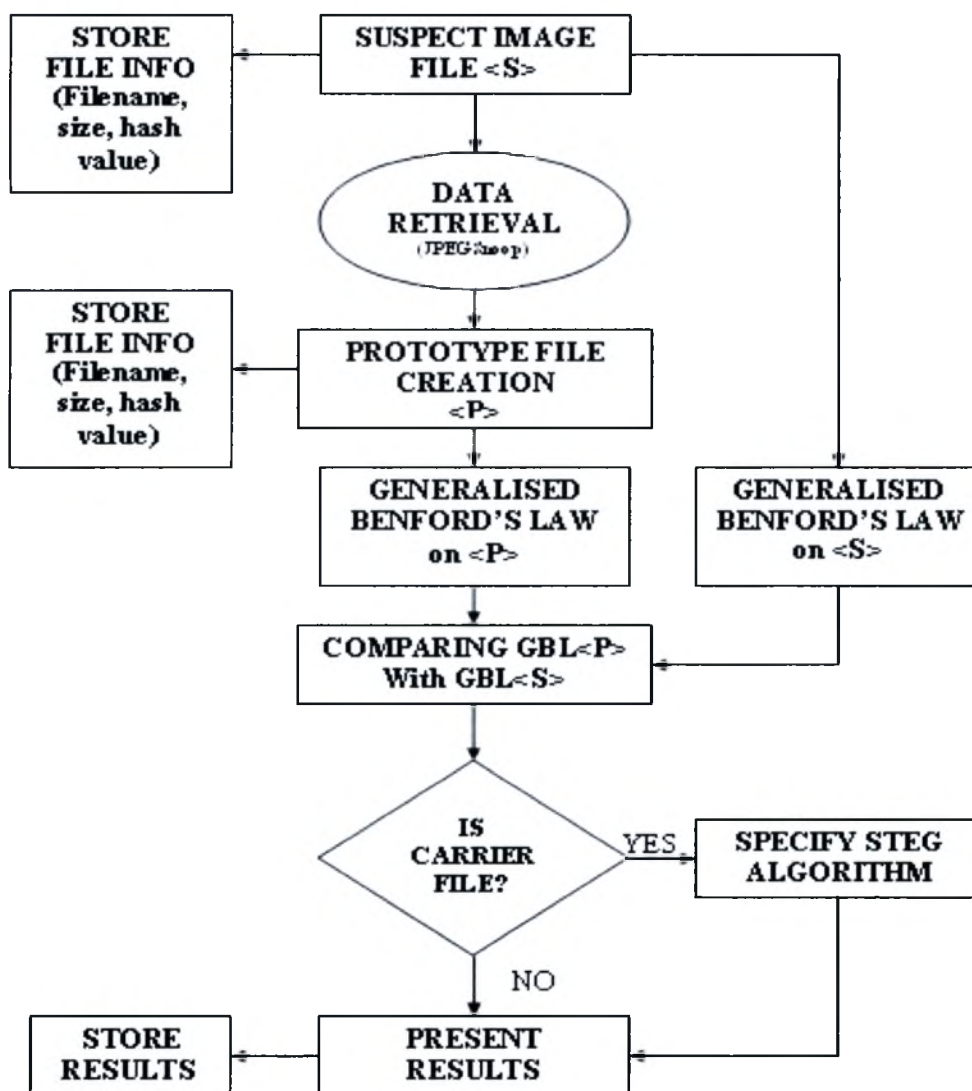 STORE
FILE INFO
(Filename,
size, hash
value)
SUSPECT IMAGE
FILE <S>
DATA
RETRIEVAL
(JPEGSnoop)
STORE
FILE INFO
(Filename,
size, hash
value)
PROTOTYPE FILE
CREATION
<P>
GENERALISED
BENFORD'S LAW
on <P>
GENERALISED
BENFORD'S LAW
on <S>
COMPARING GBL<P>
With GBL<S>
IS
CARRIER
FILE?
YES
SPECIFY STEG
ALGORITHM
NO
STORE
RESULTS
PRESENT
RESULTS